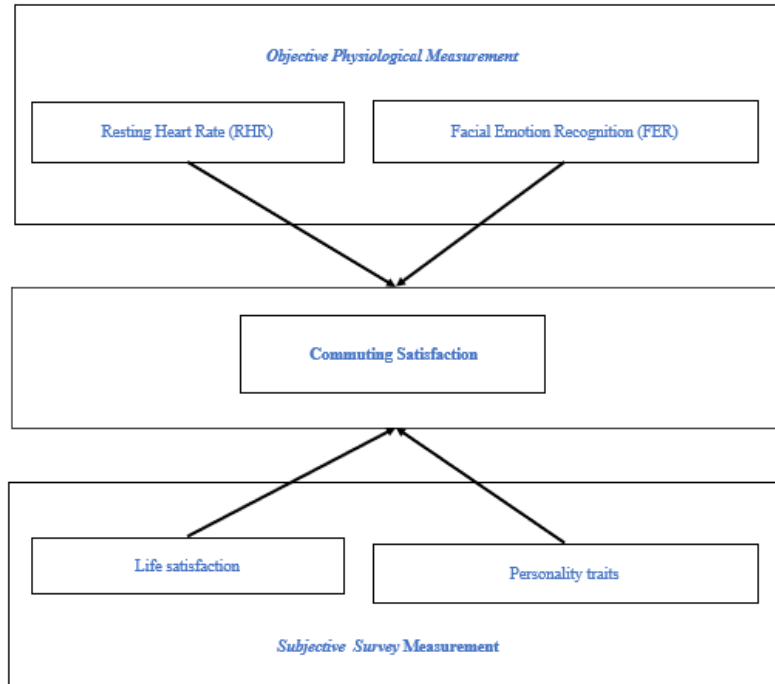 Objective Physiological Measurement
Resting Heart Rate (RHR)
Facial Emotion Recognition (FER)
Commuting Satisfaction
Life satisfaction
Personality traits
Subjective Survey Measurement